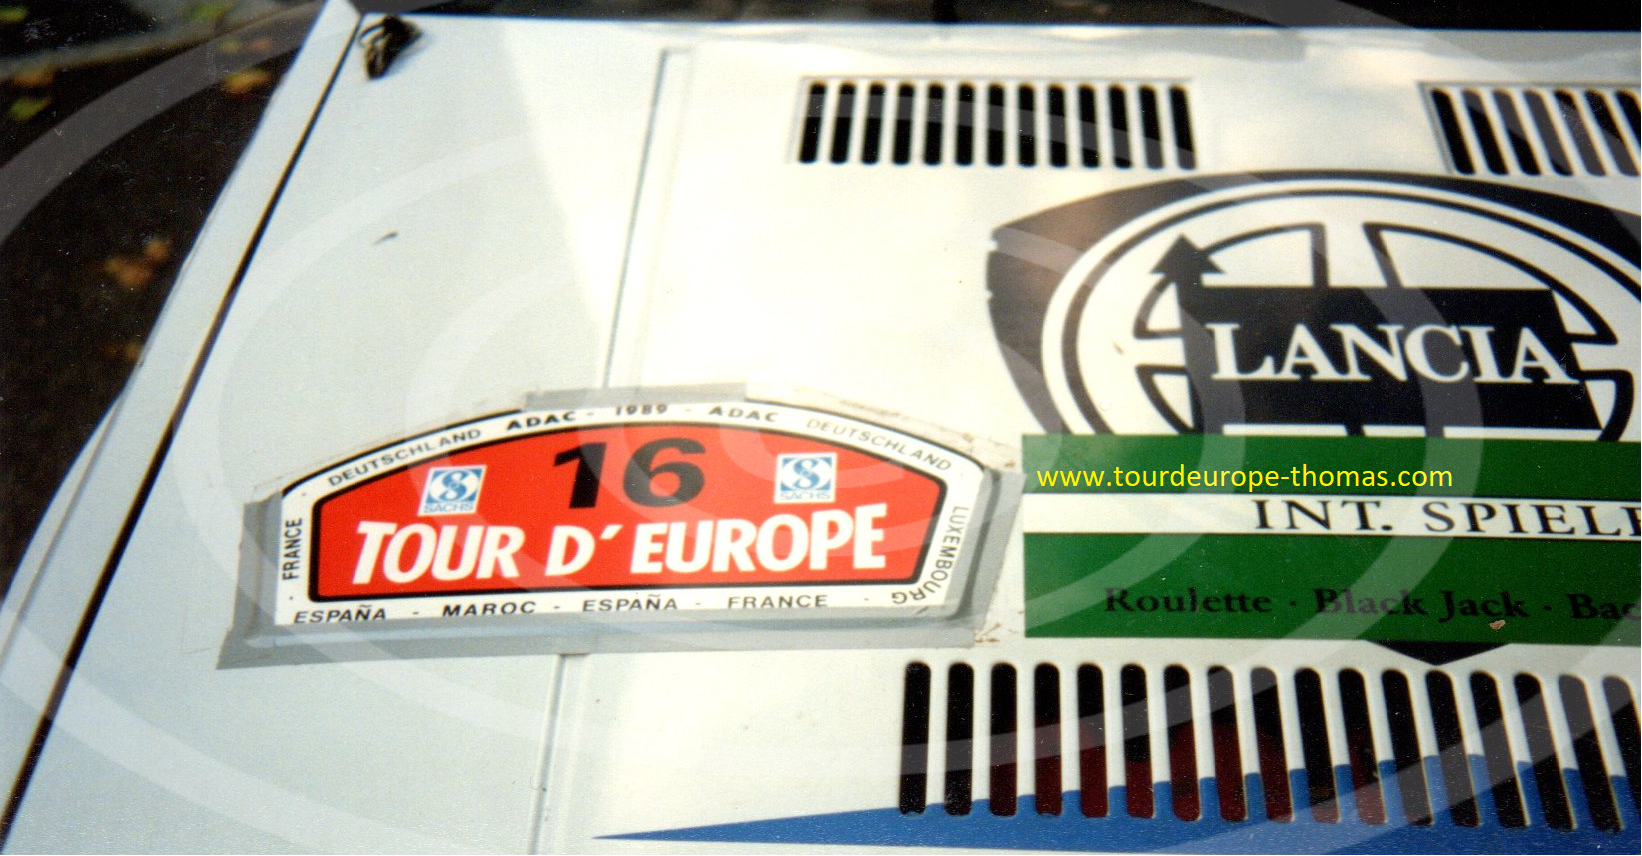 LANCIA
DEUTSCHLAND ADAC - 1989 - ADAC DEUTSCHLAND
16
SACHS SACHS
TOUR D' EUROPE
FRANCE
LUXEMBOURG
ESPAÑA - MAROC - ESPAÑA - FRANCE -
www.tourdeurope-thomas.com
INT.
Roulette · Black Jack ·